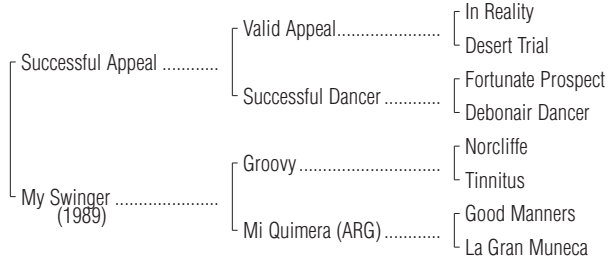 In Reality
Valid Appeal..................
Desert Trial
Successful Appeal ............
Fortunate Prospect
Successful Dancer ............
Debonair Dancer
Norcliffe
Groovy ..............................
Tinnitus
My Swinger ......................
(1989)
Good Manners
Mi Quimera (ARG)............
La Gran Muneca